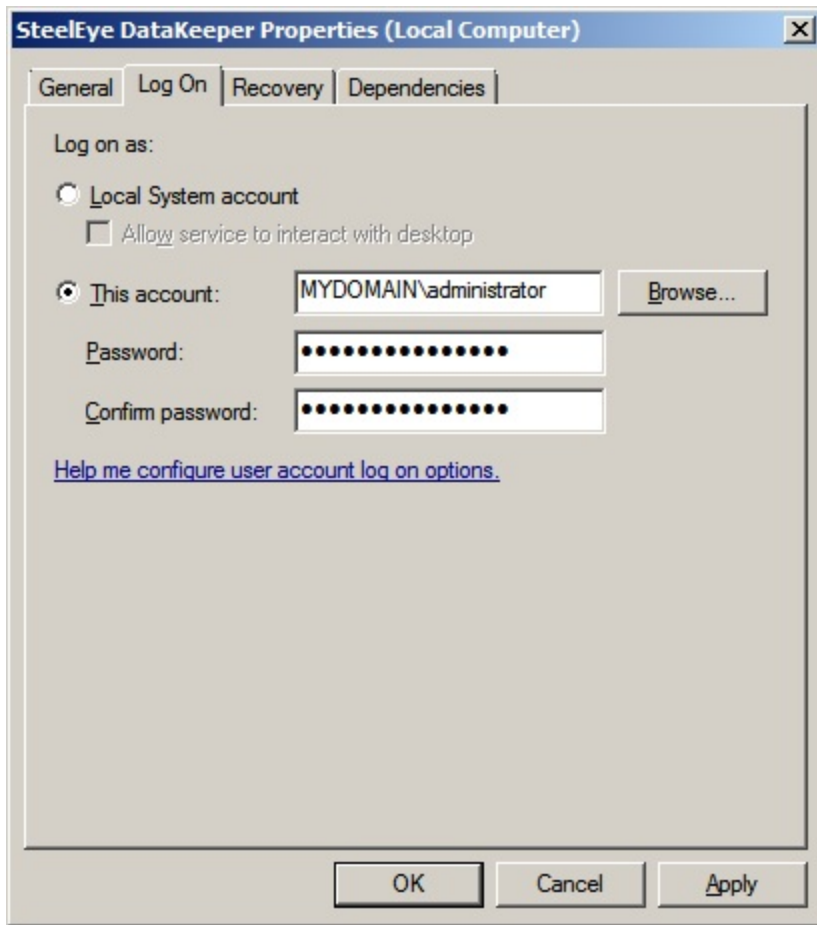 SteelEye DataKeeper Properties (Local Computer)
General Log On Recovery Dependencies
Log on as:
Local System account
Allow service to interact with desktop
This account: MYDOMAIN\administrator Browse...
Password: •••••••••••••••
Confirm password: •••••••••••••••
Help me configure user account log on options.
OK Cancel Apply